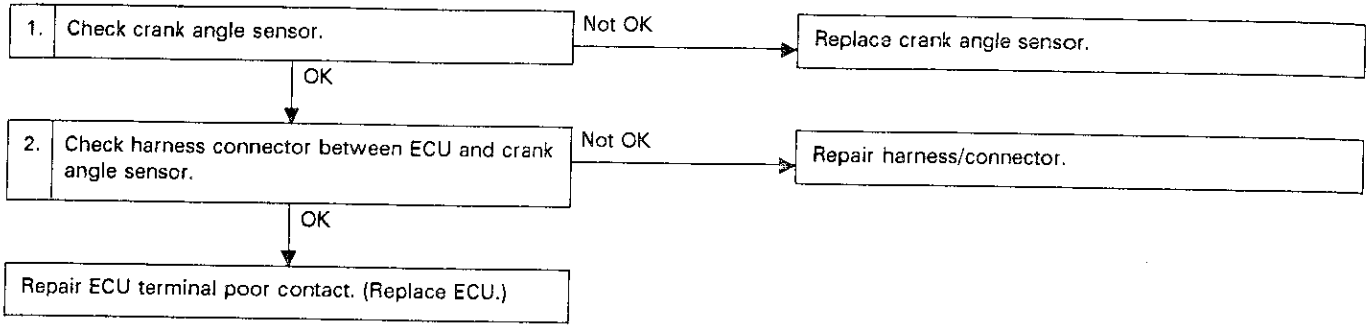 1. Check crank angle sensor.
Not OK
Replace crank angle sensor.
OK
2. Check harness connector between ECU and crank
angle sensor.
Not OK
Repair harness/connector.
OK
Repair ECU terminal poor contact. (Replace ECU.)